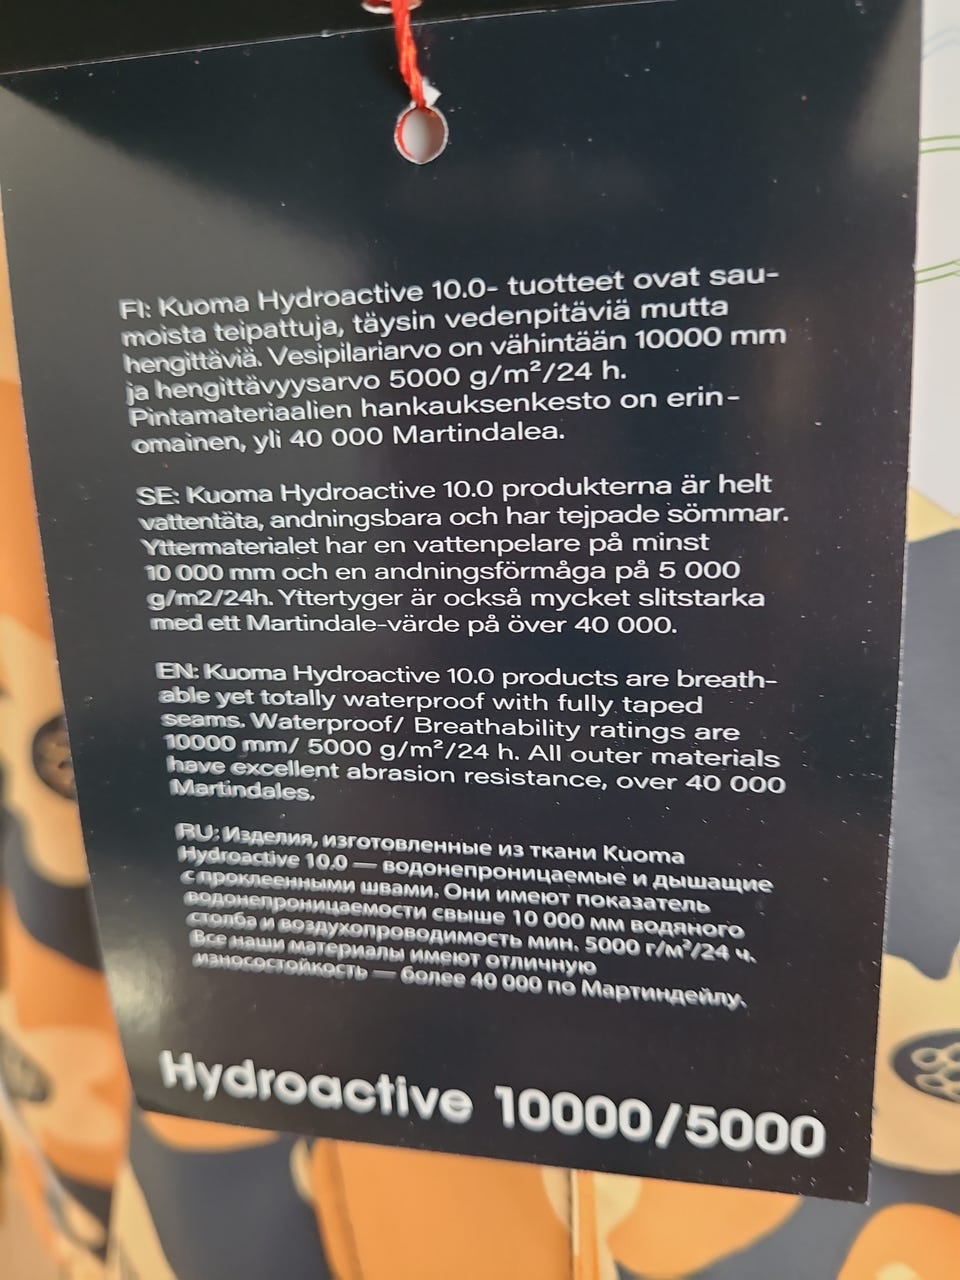 FI: Kuoma Hydroactive 10.0- tuotteet ovat sau-
moista teipattuja, täysin vedenpitäviä mutta
hengittäviä. Vesipilariarvo on vähintään 10000 mm
ja hengittävyysarvo 5000 g/m²/24 h.
Pintamateriaalien hankauksenkesto on erin-
omainen, yli 40 000 Martindalea.
SE: Kuoma Hydroactive 10.0 produkterna är helt
vattentäta, andningsbara och har tejpade sömmar.
Yttermaterialet har en vattenpelare på minst
10 000 mm och en andningsförmåga på 5 000
g/m2/24h. Yttertyger är också mycket slitstarka
med ett Martindale-värde på över 40 000.
EN: Kuoma Hydroactive 10.0 products are breath-
able yet totally waterproof with fully taped
seams. Waterproof/ Breathability ratings are
10000 mm/ 5000 g/m²/24 h. All outer materials
have excellent abrasion resistance, over 40 000
Martindales.
RU: Изделия, изготовленные из ткани Kuoma
Hydroactive 10.0 — водонепроницаемые и дышащие
с проклеенными швами. Они имеют показатель
водонепроницаемости свыше 10 000 мм водяного
столба и воздухопроводимость мин. 5000 г/м²/24 ч.
Все наши материалы имеют отличную
износостойкость — более 40 000 по Мартиндейлу.
Hydroactive 10000/5000